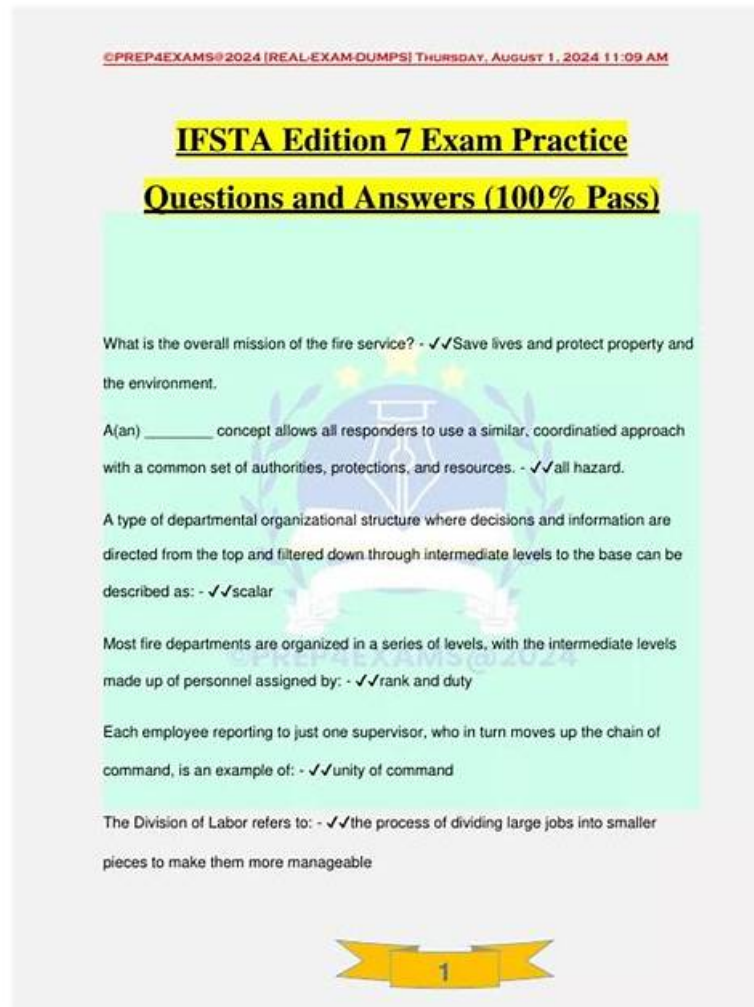 ©PREP4EXAMS@2024 [REAL-EXAM-DUMPS] THURSDAY, AUGUST 1, 2024 11:09 AM
IFSTA Edition 7 Exam Practice
Questions and Answers (100% Pass)
What is the overall mission of the fire service? - ✓✓Save lives and protect property and
the environment.
A(an) ________ concept allows all responders to use a similar, coordinatied approach
with a common set of authorities, protections, and resources. - ✓✓all hazard.
A type of departmental organizational structure where decisions and information are
directed from the top and filtered down through intermediate levels to the base can be
described as: - ✓✓scalar
Most fire departments are organized in a series of levels, with the intermediate levels
©PREP4EXAMS@2024
made up of personnel assigned by: - ✓✓rank and duty
Each employee reporting to just one supervisor, who in turn moves up the chain of
command, is an example of: - ✓✓unity of command
The Division of Labor refers to: - ✓✓the process of dividing large jobs into smaller
pieces to make them more manageable
1